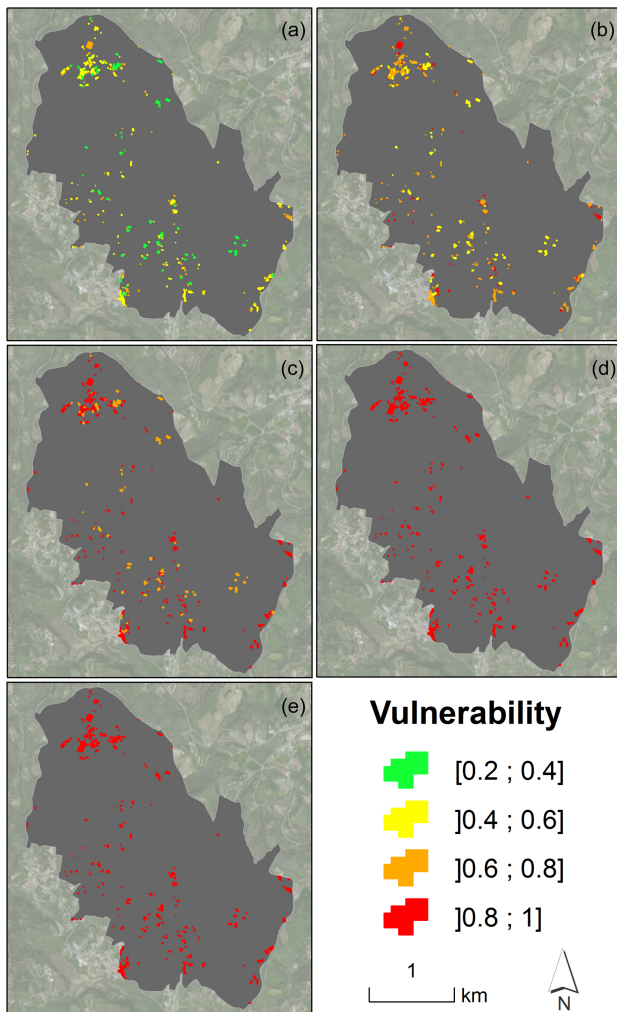 (a)
(b)
(c)
(d)
(e)
Vulnerability
]0.2 ; 0.4]
]0.4 ; 0.6]
]0.6 ; 0.8]
]0.8 ; 1]
1
km
N